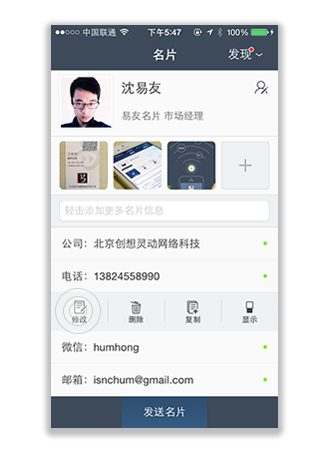 中国联通 下午5:47 100%
名片 发现
沈易友
易友名片 市场经理
轻击添加更多名片信息
公司：北京创想灵动网络科技
电话：13824558990
修改 删除 复制 显示
微信：humhong
邮箱：isnchum@gmail.com
发送名片